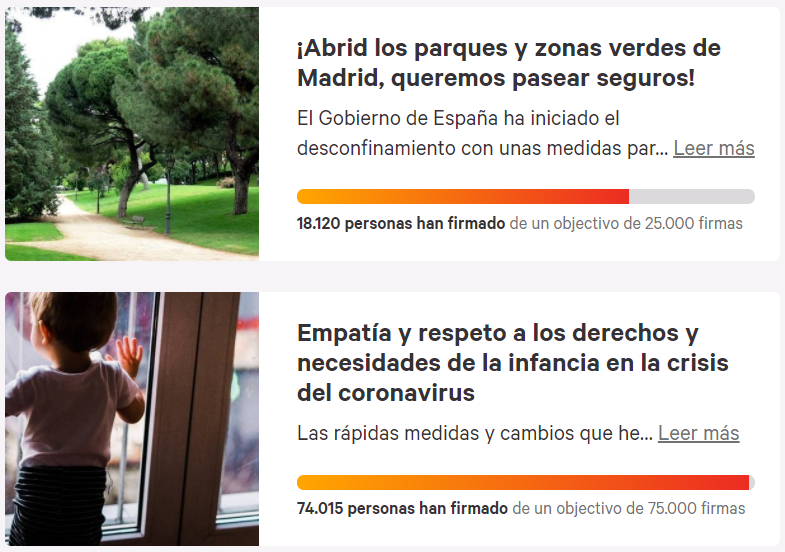 ¡Abrid los parques y zonas verdes de
Madrid, queremos pasear seguros!
El Gobierno de España ha iniciado el
desconfinamiento con unas medidas par... Leer más
18.120 personas han firmado de un objectivo de 25.000 firmas
Empatía y respeto a los derechos y
necesidades de la infancia en la crisis
del coronavirus
Las rápidas medidas y cambios que he... Leer más
74.015 personas han firmado de un objectivo de 75.000 firmas